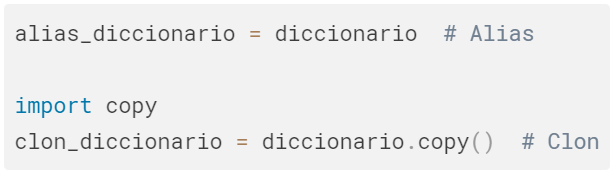 alias_diccionario = diccionario  # Alias
import copy
clon_diccionario = diccionario.copy()  # Clon